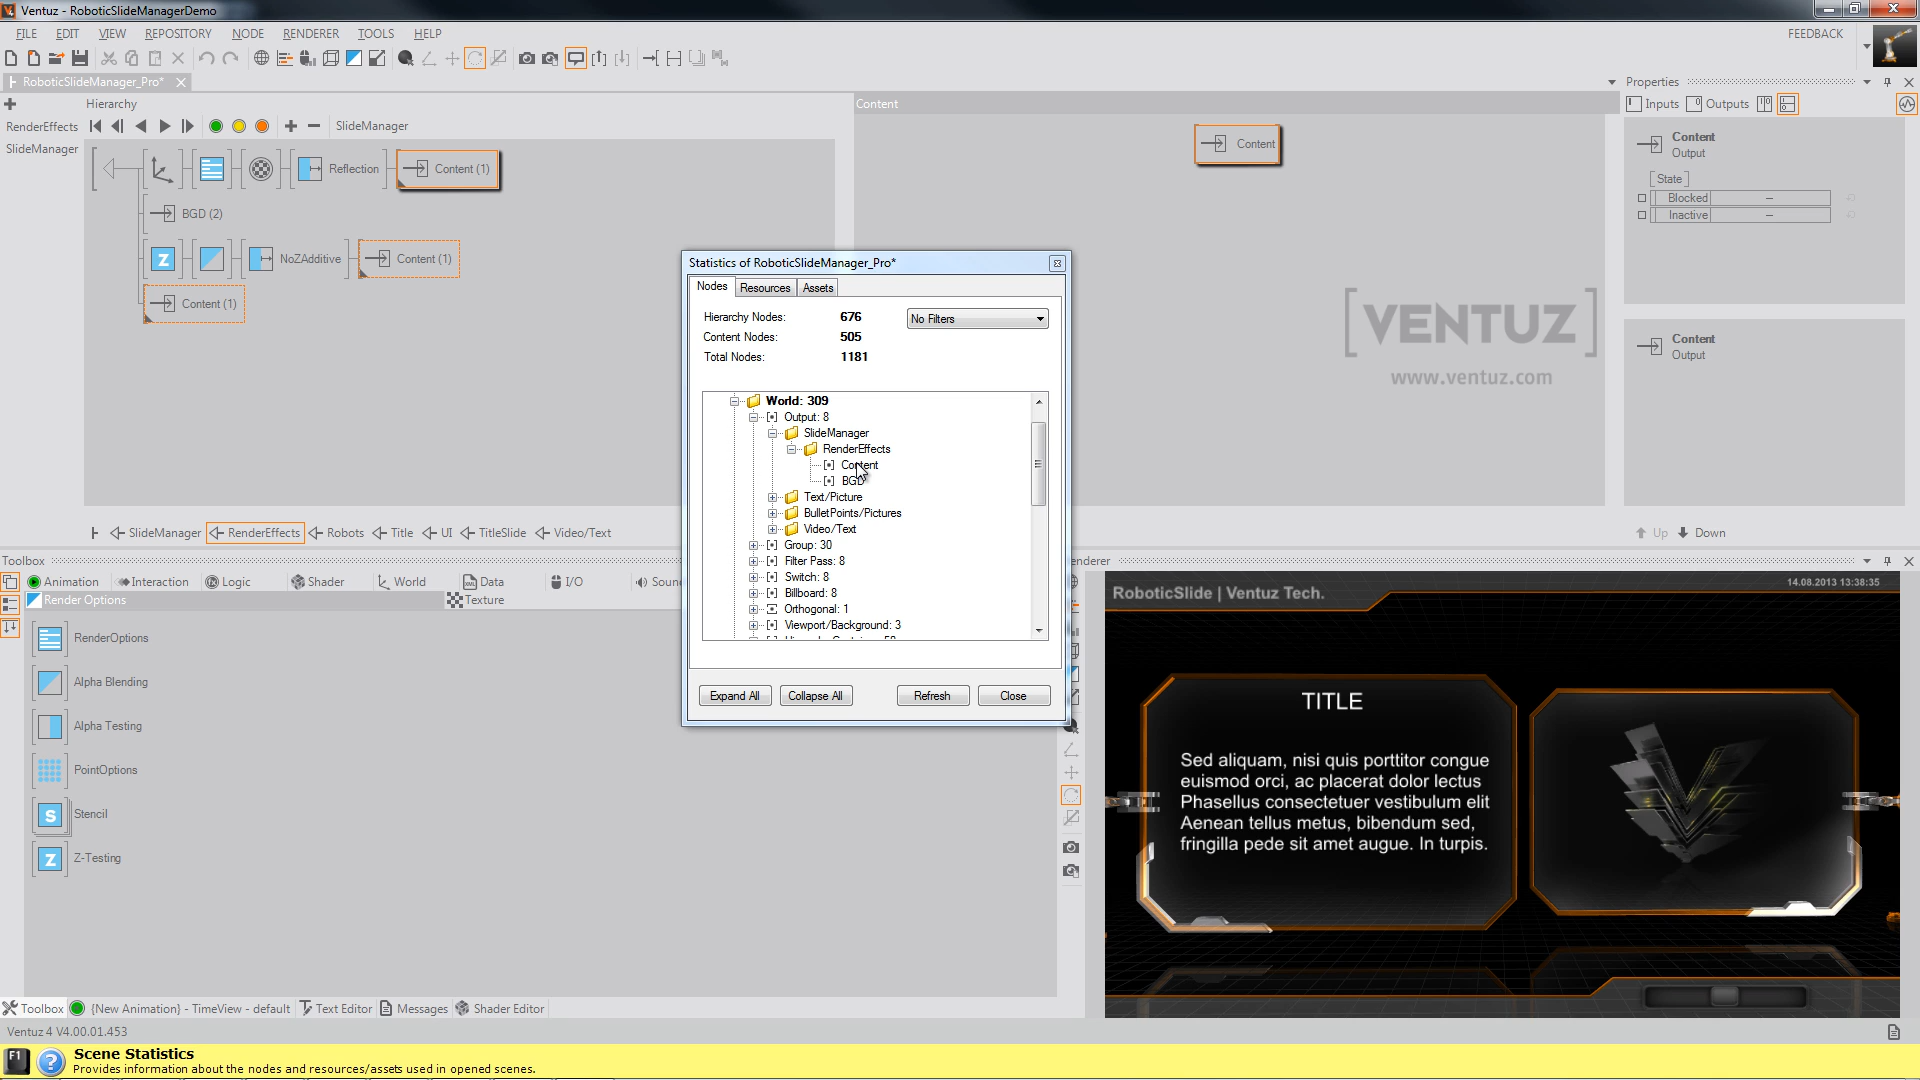 Ventuz - RoboticSlideManagerDemo
FILE EDIT VIEW REPOSITORY NODE RENDERER TOOLS HELP
FEEDBACK
RoboticSlideManager_Pro*
Hierarchy
RenderEffects
SlideManager
SlideManager
Reflection
Content (1)
BGD (2)
Z
NoZAdditive
Content (1)
Content (1)
SlideManager RenderEffects Robots Title UI TitleSlide Video/Text
Content
Content
[VENTUZ]
www.ventuz.com
Properties
Inputs Outputs
Content
Output
[State]
Blocked –
Inactive –
Content
Output
Up Down
Statistics of RoboticSlideManager_Pro*
Nodes Resources Assets
Hierarchy Nodes: 676
No Filters
Content Nodes: 505
Total Nodes: 1181
World: 309
Output: 8
SlideManager
RenderEffects
Content
BGD
Text/Picture
BulletPoints/Pictures
Video/Text
Group: 30
Filter Pass: 8
Switch: 8
Billboard: 8
Orthogonal: 1
Viewport/Background: 3
Expand All Collapse All Refresh Close
Toolbox
Animation Interaction Logic Shader World Data I/O Soun
Render Options Texture
RenderOptions
Alpha Blending
Alpha Testing
PointOptions
S Stencil
Z Z-Testing
enderer
RoboticSlide | Ventuz Tech.
14.08.2013 13:38:35
TITLE
Sed aliquam, nisi quis porttitor congue
euismod orci, ac placerat dolor lectus
Phasellus consectetuer vestibulum elit
Aenean tellus metus, bibendum sed,
fringilla pede sit amet augue. In turpis.
Toolbox {New Animation} - TimeView - default Text Editor Messages Shader Editor
Ventuz 4 V4.00.01.453
F1
Scene Statistics
Provides information about the nodes and resources/assets used in opened scenes.